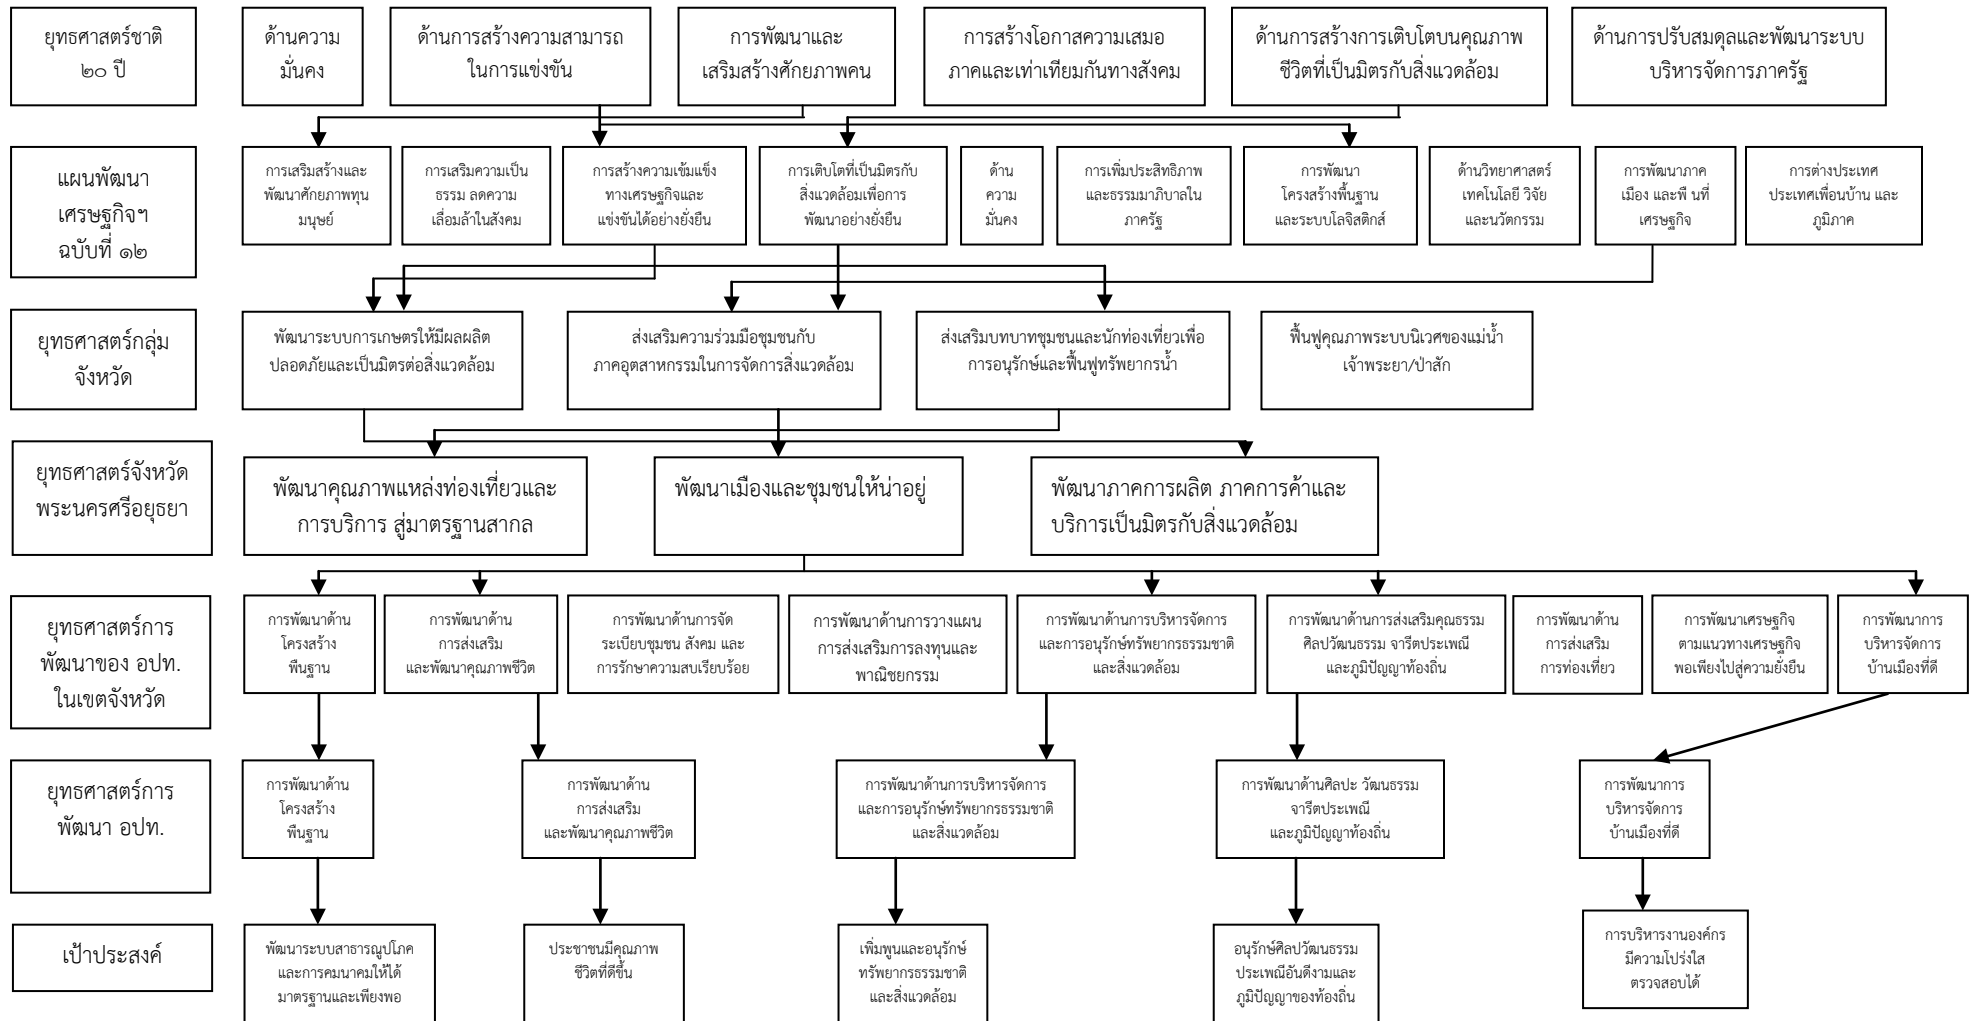 ยุทธศาสตร์ชาติ
๒๐ ปี
ด้านความ
มั่นคง
ด้านการสร้างความสามารถ
ในการแข่งขัน
การพัฒนาและ
เสริมสร้างศักยภาพคน
การสร้างโอกาสความเสมอ
ภาคและเท่าเทียมกันทางสังคม
ด้านการสร้างการเติบโตบนคุณภาพ
ชีวิตที่เป็นมิตรกับสิ่งแวดล้อม
ด้านการปรับสมดุลและพัฒนาระบบ
บริหารจัดการภาครัฐ
แผนพัฒนา
เศรษฐกิจฯ
ฉบับที่ ๑๒
การเสริมสร้างและ
พัฒนาศักยภาพทุน
มนุษย์
การเสริมความเป็น
ธรรม ลดความ
เลื่อมล้ำในสังคม
การสร้างความเข้มแข็ง
ทางเศรษฐกิจและ
แข่งขันได้อย่างยั่งยืน
การเติบโตที่เป็นมิตรกับ
สิ่งแวดล้อมเพื่อการ
พัฒนาอย่างยั่งยืน
ด้าน
ความ
มั่นคง
การเพิ่มประสิทธิภาพ
และธรรมมาภิบาลใน
ภาครัฐ
การพัฒนา
โครงสร้างพื้นฐาน
และระบบโลจิสติกส์
ด้านวิทยาศาสตร์
เทคโนโลยี วิจัย
และนวัตกรรม
การพัฒนาภาค
เมือง และพื นที่
เศรษฐกิจ
การต่างประเทศ
ประเทศเพื่อนบ้าน และ
ภูมิภาค
ยุทธศาสตร์กลุ่ม
จังหวัด
พัฒนาระบบการเกษตรให้มีผลผลิต
ปลอดภัยและเป็นมิตรต่อสิ่งแวดล้อม
ส่งเสริมความร่วมมือชุมชนกับ
ภาคอุตสาหกรรมในการจัดการสิ่งแวดล้อม
ส่งเสริมบทบาทชุมชนและนักท่องเที่ยวเพื่อ
การอนุรักษ์และฟื้นฟูทรัพยากรน้ำ
ฟื้นฟูคุณภาพระบบนิเวศของแม่น้ำ
เจ้าพระยา/ป่าสัก
ยุทธศาสตร์จังหวัด
พระนครศรีอยุธยา
พัฒนาคุณภาพแหล่งท่องเที่ยวและ
การบริการ สู่มาตรฐานสากล
พัฒนาเมืองและชุมชนให้น่าอยู่
พัฒนาภาคการผลิต ภาคการค้าและ
บริการเป็นมิตรกับสิ่งแวดล้อม
ยุทธศาสตร์การ
พัฒนาของ อปท.
ในเขตจังหวัด
การพัฒนาด้าน
โครงสร้าง
พืนฐาน
การพัฒนาด้าน
การส่งเสริม
และพัฒนาคุณภาพชีวิต
การพัฒนาด้านการจัด
ระเบียบชุมชน สังคม และ
การรักษาความสบเรียบร้อย
การพัฒนาด้านการวางแผน
การส่งเสริมการลงทุนและ
พาณิชยกรรม
การพัฒนาด้านการบริหารจัดการ
และการอนุรักษ์ทรัพยากรธรรมชาติ
และสิ่งแวดล้อม
การพัฒนาด้านการส่งเสริมคุณธรรม
ศิลปวัฒนธรรม จารีตประเพณี
และภูมิปัญญาท้องถิ่น
การพัฒนาด้าน
การส่งเสริม
การท่องเที่ยว
การพัฒนาเศรษฐกิจ
ตามแนวทางเศรษฐกิจ
พอเพียงไปสู่ความยั่งยืน
การพัฒนาการ
บริหารจัดการ
บ้านเมืองที่ดี
ยุทธศาสตร์การ
พัฒนา อปท.
การพัฒนาด้าน
โครงสร้าง
พืนฐาน
การพัฒนาด้าน
การส่งเสริม
และพัฒนาคุณภาพชีวิต
การพัฒนาด้านการบริหารจัดการ
และการอนุรักษ์ทรัพยากรธรรมชาติ
และสิ่งแวดล้อม
การพัฒนาด้านศิลปะ วัฒนธรรม
จารีตประเพณี
และภูมิปัญญาท้องถิ่น
การพัฒนาการ
บริหารจัดการ
บ้านเมืองที่ดี
เป้าประสงค์
พัฒนาระบบสาธารณูปโภค
และการคมนาคมให้ได้
มาตรฐานและเพียงพอ
ประชาชนมีคุณภาพ
ชีวิตที่ดีขึ้น
เพิ่มพูนและอนุรักษ์
ทรัพยากรธรรมชาติ
และสิ่งแวดล้อม
อนุรักษ์ศิลปวัฒนธรรม
ประเพณีอันดีงามและ
ภูมิปัญญาของท้องถิ่น
การบริหารงานองค์กร
มีความโปร่งใส
ตรวจสอบได้